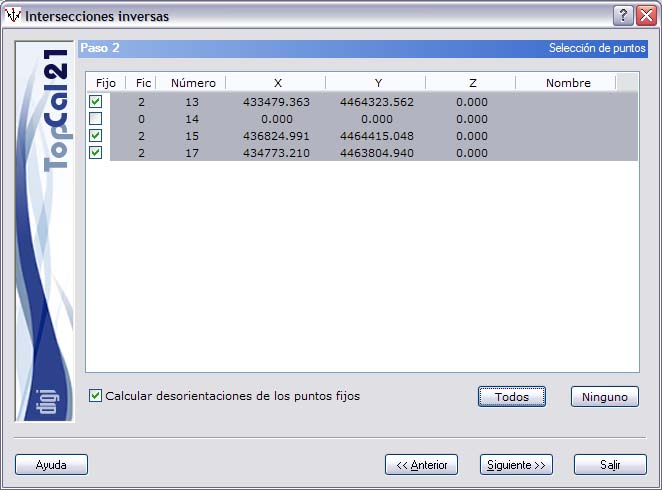 Intersecciones inversas
Paso 2 Selección de puntos
TopCal 21
digi
Fijo Fic Número X Y Z Nombre
2 13 433479.363 4464323.562 0.000
0 14 0.000 0.000 0.000
2 15 436824.991 4464415.048 0.000
2 17 434773.210 4463804.940 0.000
Calcular desorientaciones de los puntos fijos Todos Ninguno
Ayuda << Anterior Siguiente >> Salir